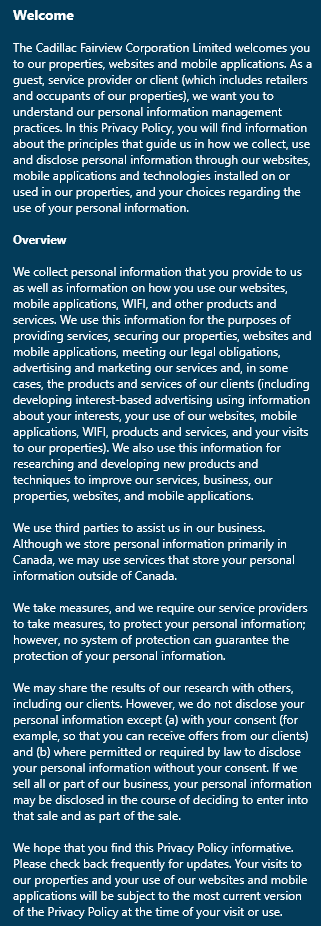 Welcome
The Cadillac Fairview Corporation Limited welcomes you
to our properties, websites and mobile applications. As a
guest, service provider or client (which includes retailers
and occupants of our properties), we want you to
understand our personal information management
practices. In this Privacy Policy, you will find information
about the principles that guide us in how we collect, use
and disclose personal information through our websites,
mobile applications and technologies installed on or
used in our properties, and your choices regarding the
use of your personal information.
Overview
We collect personal information that you provide to us
as well as information on how you use our websites,
mobile applications, WIFI, and other products and
services. We use this information for the purposes of
providing services, securing our properties, websites and
mobile applications, meeting our legal obligations,
advertising and marketing our services and, in some
cases, the products and services of our clients (including
developing interest-based advertising using information
about your interests, your use of our websites, mobile
applications, WIFI, products and services, and your visits
to our properties). We also use this information for
researching and developing new products and
techniques to improve our services, business, our
properties, websites, and mobile applications.
We use third parties to assist us in our business.
Although we store personal information primarily in
Canada, we may use services that store your personal
information outside of Canada.
We take measures, and we require our service providers
to take measures, to protect your personal information;
however, no system of protection can guarantee the
protection of your personal information.
We may share the results of our research with others,
including our clients. However, we do not disclose your
personal information except (a) with your consent (for
example, so that you can receive offers from our clients)
and (b) where permitted or required by law to disclose
your personal information without your consent. If we
sell all or part of our business, your personal information
may be disclosed in the course of deciding to enter into
that sale and as part of the sale.
We hope that you find this Privacy Policy informative.
Please check back frequently for updates. Your visits to
our properties and your use of our websites and mobile
applications will be subject to the most current version
of the Privacy Policy at the time of your visit or use.